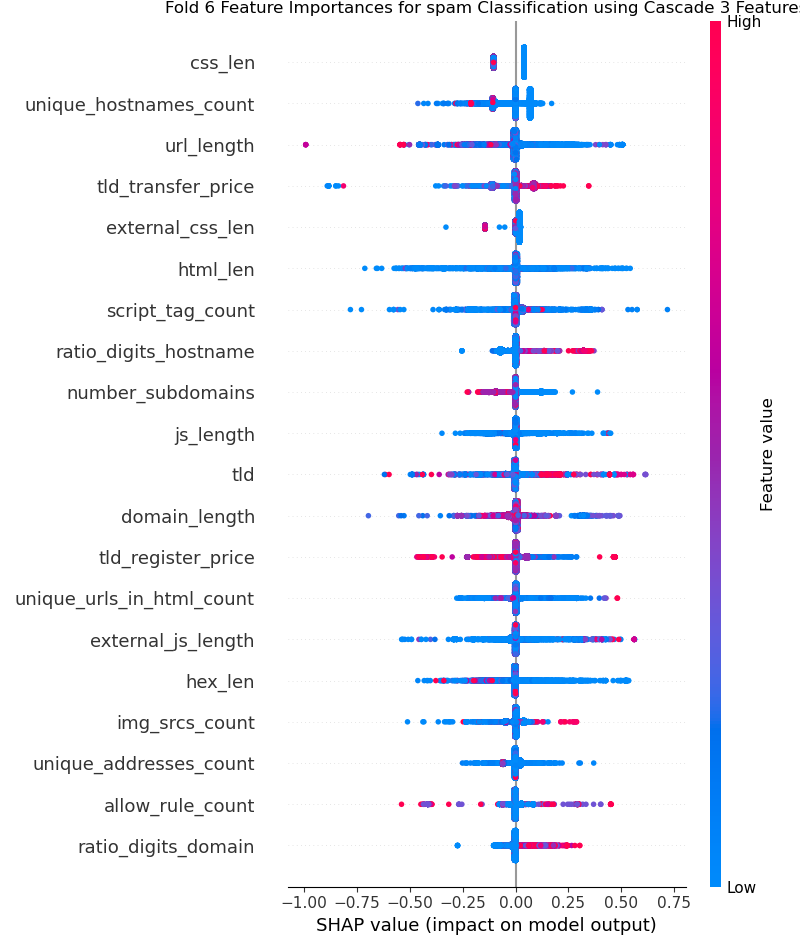 Fold 6 Feature Importances for spam Classification using Cascade 3 Features
High
css_len
unique_hostnames_count
url_length
tld_transfer_price
external_css_len
html_len
script_tag_count
ratio_digits_hostname
number_subdomains
js_length
tld
domain_length
tld_register_price
unique_urls_in_html_count
external_js_length
hex_len
img_srcs_count
unique_addresses_count
allow_rule_count
ratio_digits_domain
Feature value
Low
−1.00 −0.75 −0.50 −0.25 0.00 0.25 0.50 0.75
SHAP value (impact on model output)